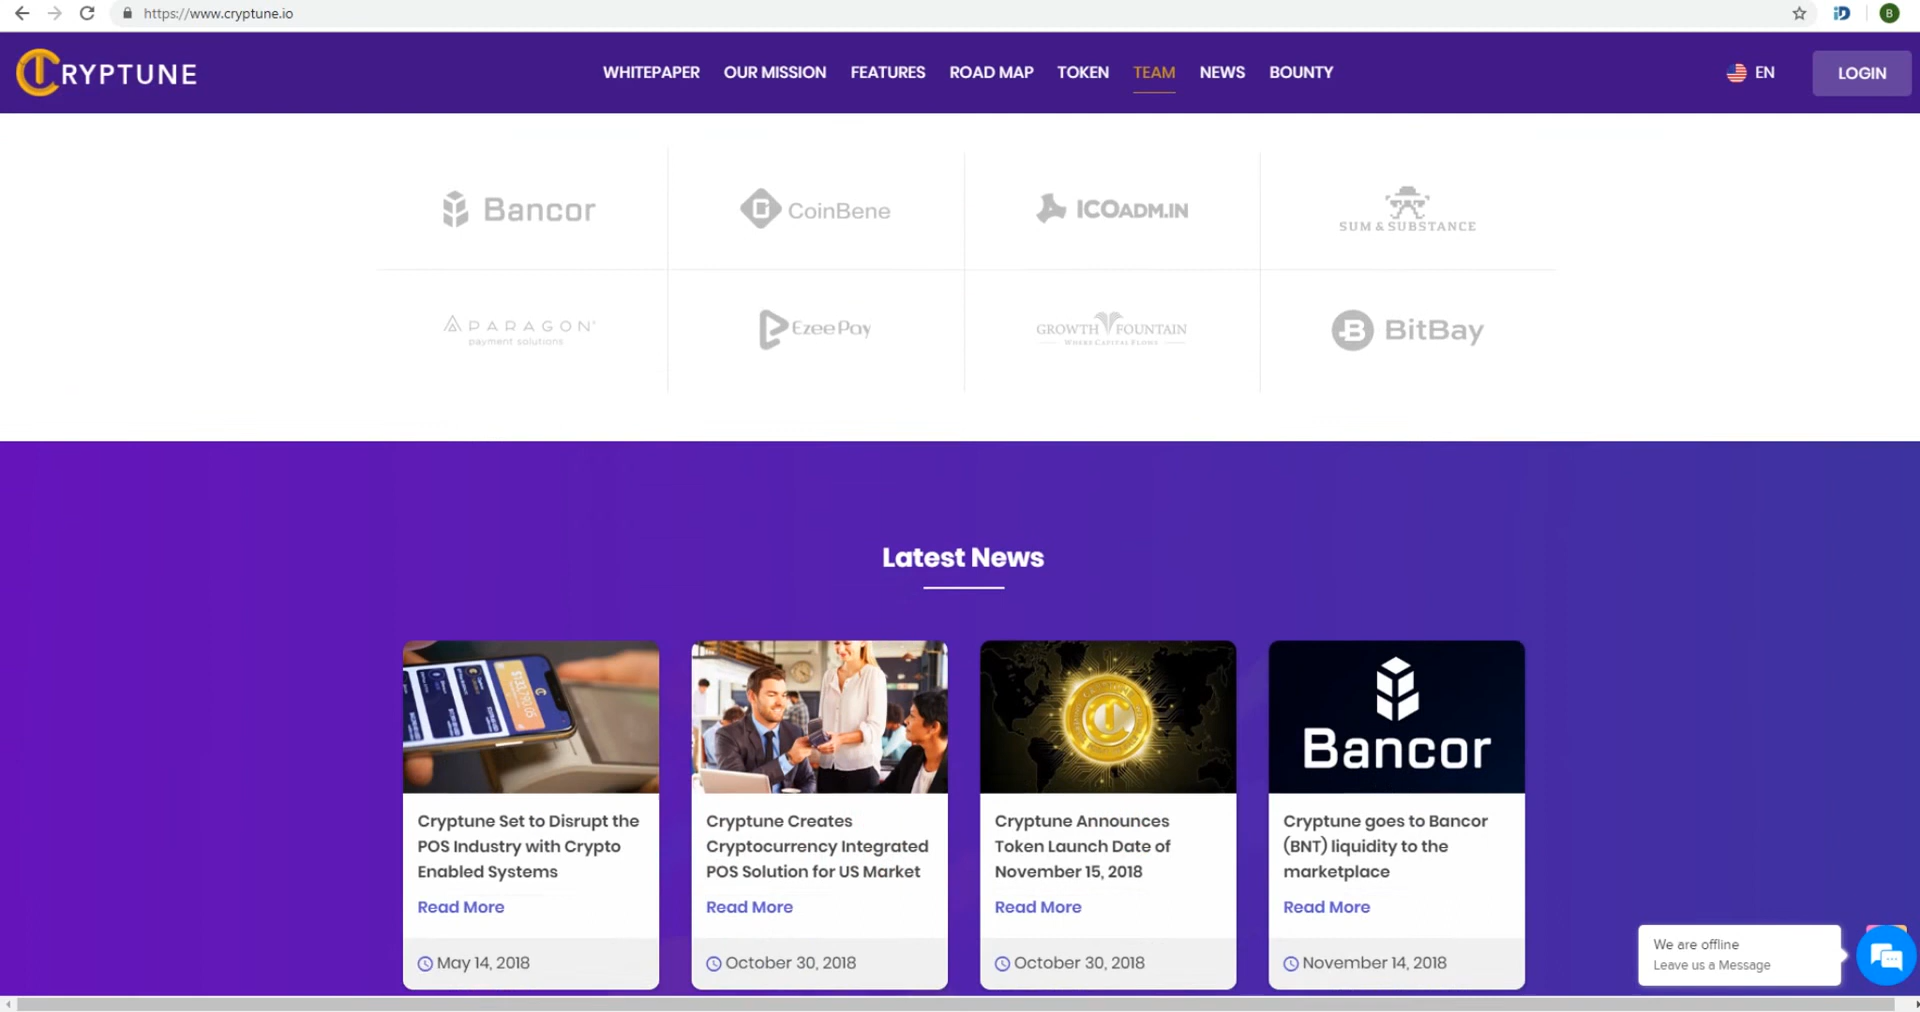 https://www.cryptune.io
B
CRYPTUNE
WHITEPAPER OUR MISSION FEATURES ROAD MAP TOKEN TEAM NEWS BOUNTY
EN
LOGIN
Bancor
CoinBene
ICOADM.IN
SUM & SUBSTANCE
PARAGON
payment solutions
EzeePay
GROWTH FOUNTAIN
WHERE CAPITAL FLOWS
BitBay
Latest News
Bancor
Cryptune Set to Disrupt the
POS Industry with Crypto
Enabled Systems
Read More
May 14, 2018
Cryptune Creates
Cryptocurrency Integrated
POS Solution for US Market
Read More
October 30, 2018
Cryptune Announces
Token Launch Date of
November 15, 2018
Read More
October 30, 2018
Cryptune goes to Bancor
(BNT) liquidity to the
marketplace
Read More
November 14, 2018
We are offline
Leave us a Message